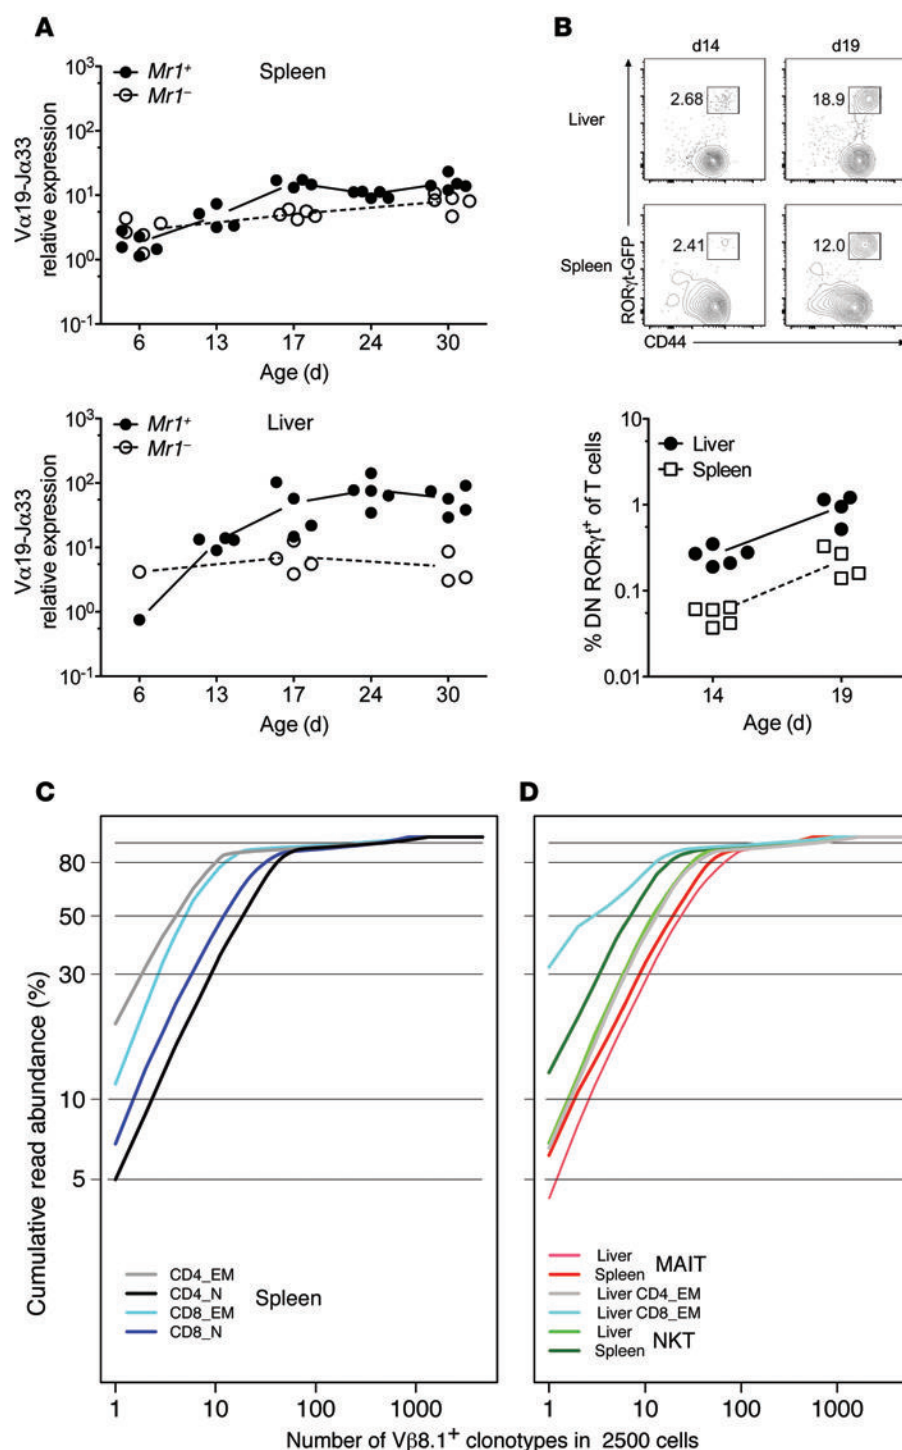 A
Spleen
Mr1⁺
Mr1⁻
Vα19-Jα33
relative expression
10³
10²
10¹
10⁰
10⁻¹
6 13 17 24 30
Age (d)
Liver
Mr1⁺
Mr1⁻
Vα19-Jα33
relative expression
10³
10²
10¹
10⁰
10⁻¹
6 13 17 24 30
Age (d)
B
d14 d19
Liver
2.68 18.9
Spleen
2.41 12.0
RORγt-GFP
CD44
Liver
Spleen
% DN RORγt⁺ of T cells
10
1
0.1
0.01
14 19
Age (d)
C
Cumulative read abundance (%)
80
50
30
10
5
CD4_EM
CD4_N
CD8_EM
CD8_N
Spleen
1 10 100 1000
D
Liver
Spleen
MAIT
Liver CD4_EM
Liver CD8_EM
Liver
Spleen
NKT
1 10 100 1000
Number of Vβ8.1⁺ clonotypes in 2500 cells